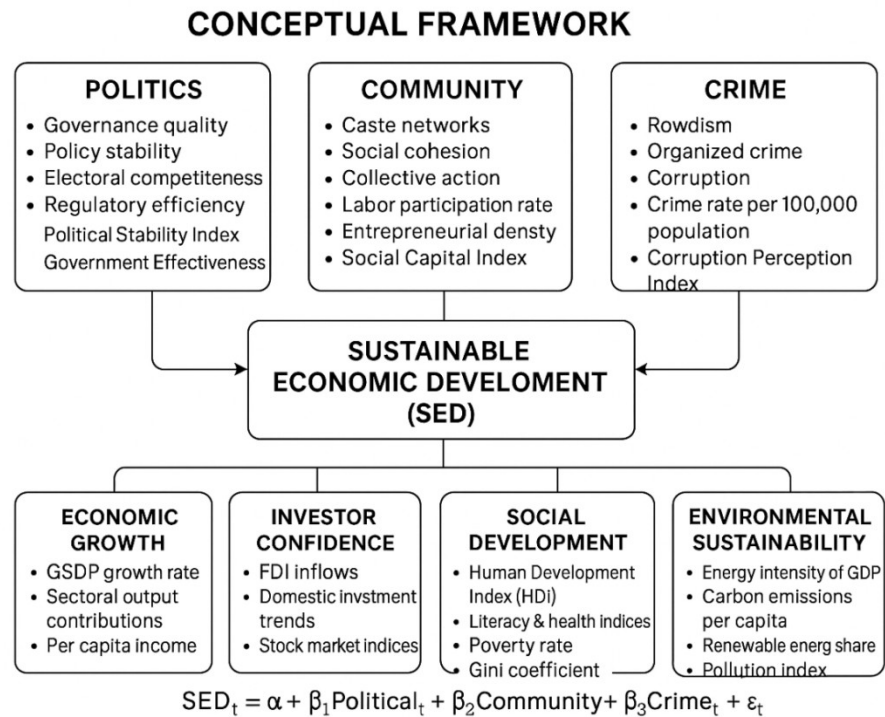 CONCEPTUAL FRAMEWORK
POLITICS
• Governance quality
• Policy stability
• Electoral competiteness
• Regulatory efficiency
Political Stability Index
Government Effectiveness
COMMUNITY
• Caste networks
• Social cohesion
• Collective action
• Labor participation rate
• Entrepreneurial densty
• Social Capital Index
CRIME
• Rowdism
• Organized crime
• Corruption
• Crime rate per 100,000
population
• Corruption Perception
Index
SUSTAINABLE
ECONOMIC DEVELOMENT
(SED)
ECONOMIC
GROWTH
• GSDP growth rate
• Sectoral output
contributions
• Per capita income
INVESTOR
CONFIDENCE
• FDI inflows
• Domestic invstment
trends
• Stock market indices
SOCIAL
DEVELOPMENT
• Human Development
Index (HDi)
• Literacy & health indices
• Poverty rate
• Gini coefficient
ENVIRONMENTAL
SUSTAINABILITY
• Energy intensity of GDP
• Carbon emissions
per capita
• Renewable energ share
• Pollution index
SEDₜ = α + β₁Politicalₜ + β₂Community+ β₃Crimeₜ + εₜ